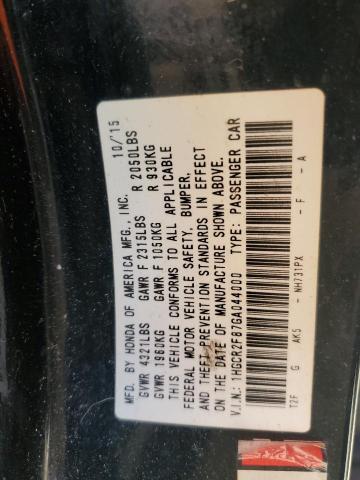 MFD. BY HONDA OF AMERICA MFG., INC. 10/15
GVWR 4321LBS GAWR F 2315LBS R 2050LBS
GVWR 1960KG GAWR F 1050KG R 930KG
THIS VEHICLE CONFORMS TO ALL APPLICABLE
FEDERAL MOTOR VEHICLE SAFETY, BUMPER,
AND THEFT PREVENTION STANDARDS IN EFFECT
ON THE DATE OF MANUFACTURE SHOWN ABOVE.
V.I.N.: 1HGCR2F87GA044000 TYPE: PASSENGER CAR
T2F G AK5 - NH731PX - F - A